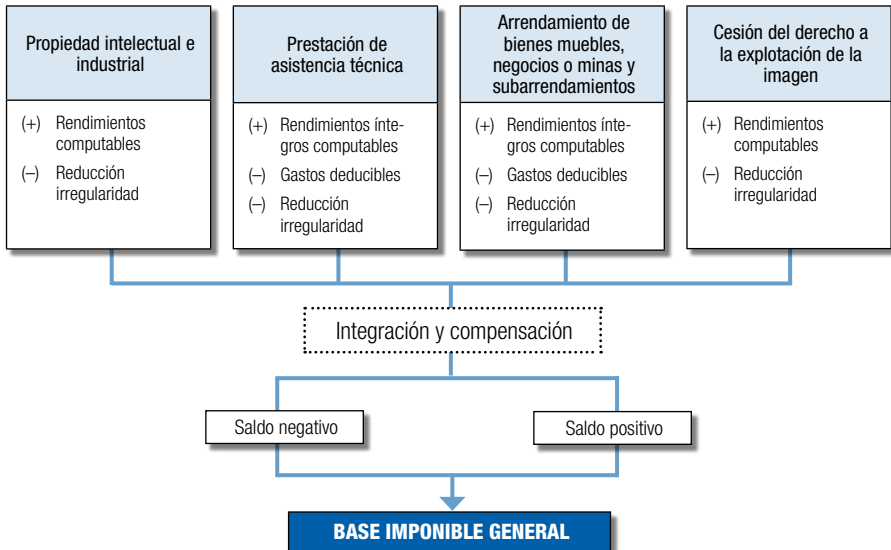 Propiedad intelectual e
industrial
(+) Rendimientos
computables
(–) Reducción
irregularidad
Prestación de
asistencia técnica
(+) Rendimientos ínte-
gros computables
(–) Gastos deducibles
(–) Reducción
irregularidad
Arrendamiento de
bienes muebles,
negocios o minas y
subarrendamientos
(+) Rendimientos ínte-
gros computables
(–) Gastos deducibles
(–) Reducción
irregularidad
Cesión del derecho a
la explotación de la
imagen
(+) Rendimientos
computables
(–) Reducción
irregularidad
Integración y compensación
Saldo negativo
Saldo positivo
BASE IMPONIBLE GENERAL